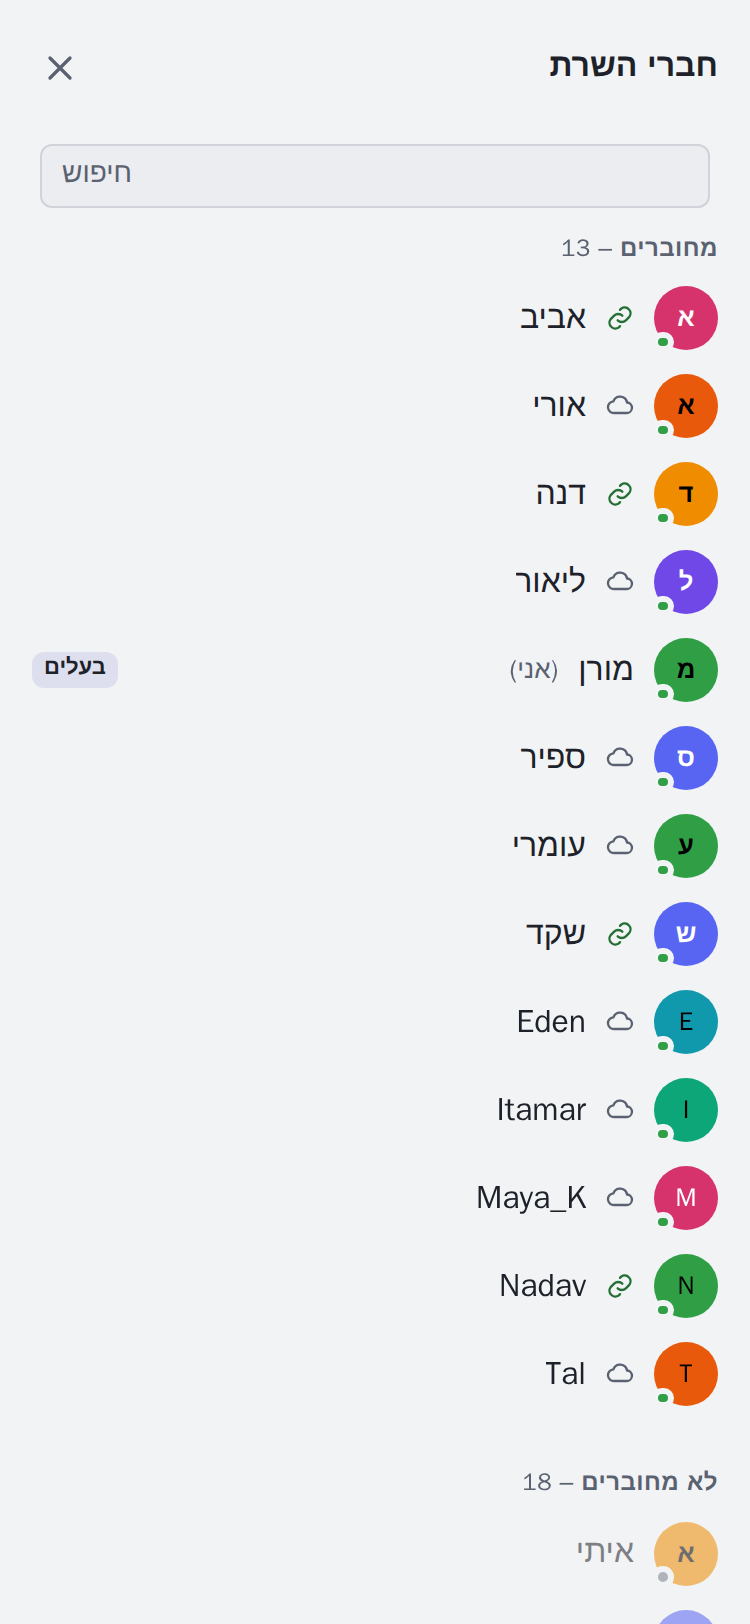 חברי השרת
חיפוש
מחוברים – 13
א אביב
א אורי
ד דנה
ל ליאור
מ מורן (אני) בעלים
ס ספיר
ע עומרי
ש שקד
E Eden
I Itamar
M Maya_K
N Nadav
T Tal
לא מחוברים – 18
א איתי